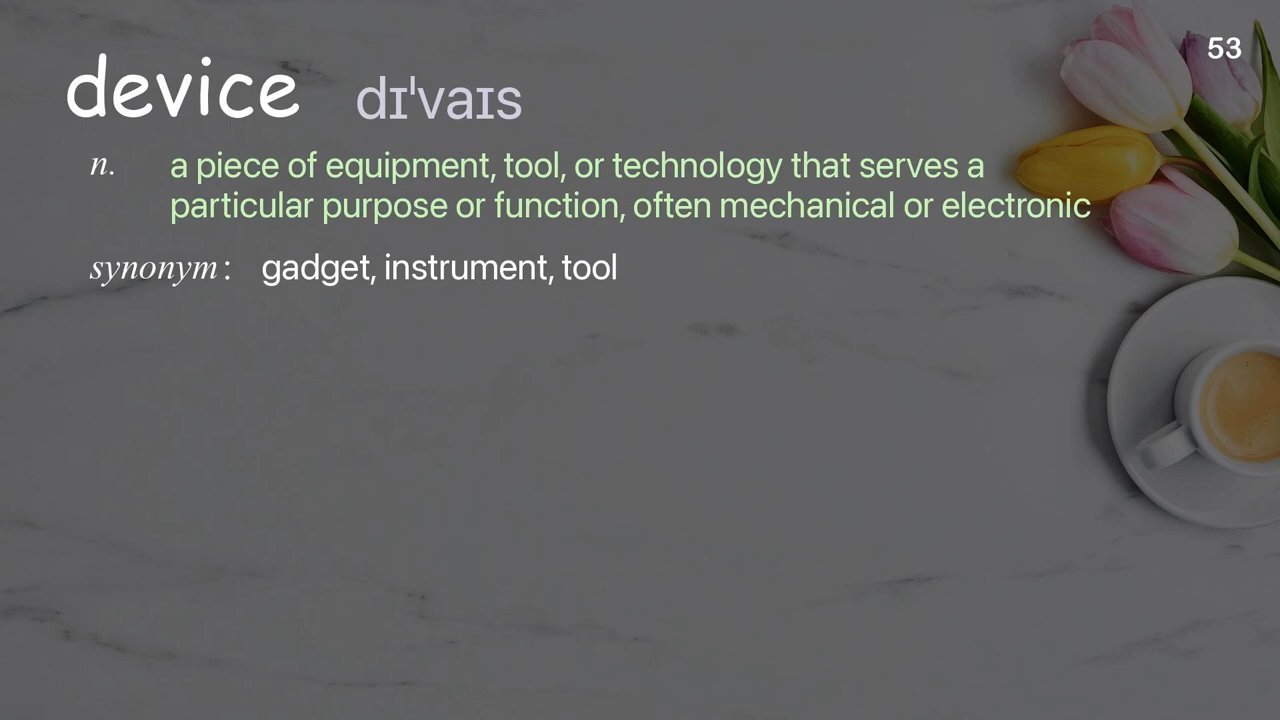 53
device dɪˈvaɪs
n. a piece of equipment, tool, or technology that serves a
particular purpose or function, often mechanical or electronic
synonym: gadget, instrument, tool